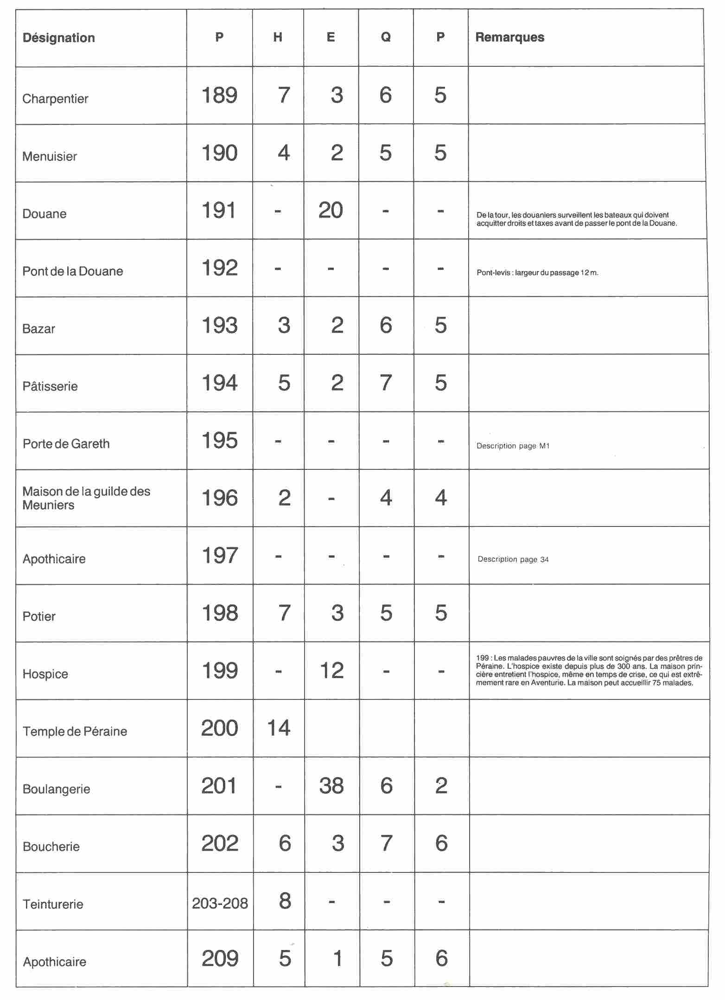 Désignation P H E Q P Remarques
Charpentier 189 7 3 6 5
Menuisier 190 4 2 5 5
Douane 191 - 20 - - De la tour, les douaniers surveillent les bateaux qui doivent
acquitter droits et taxes avant de passer le pont de la Douane.
Pont de la Douane 192 - - - - Pont-levis : largeur du passage 12 m.
Bazar 193 3 2 6 5
Pâtisserie 194 5 2 7 5
Porte de Gareth 195 - - - - Description page M1
Maison de la guilde des
Meuniers 196 2 - 4 4
Apothicaire 197 - - - - Description page 34
Potier 198 7 3 5 5
Hospice 199 - 12 - - 199 : Les malades pauvres de la ville sont soignés par des prêtres de
Péraine. L'hospice existe depuis plus de 300 ans. La maison prin-
cière entretient l'hospice, même en temps de crise, ce qui est extrê-
mement rare en Aventurie. La maison peut accueillir 75 malades.
Temple de Péraine 200 14
Boulangerie 201 - 38 6 2
Boucherie 202 6 3 7 6
Teinturerie 203-208 8 - - -
Apothicaire 209 5 1 5 6